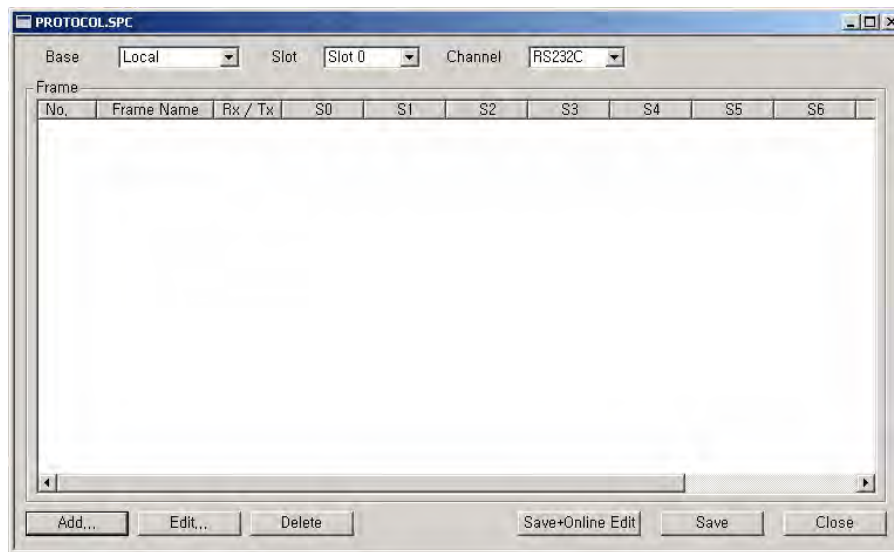 PROTOCOL.SPC
Base Local Slot Slot 0 Channel RS232C
Frame
No, Frame Name Rx / Tx S0 S1 S2 S3 S4 S5 S6
Add,,, Edit,,, Delete Save+Online Edit Save Close